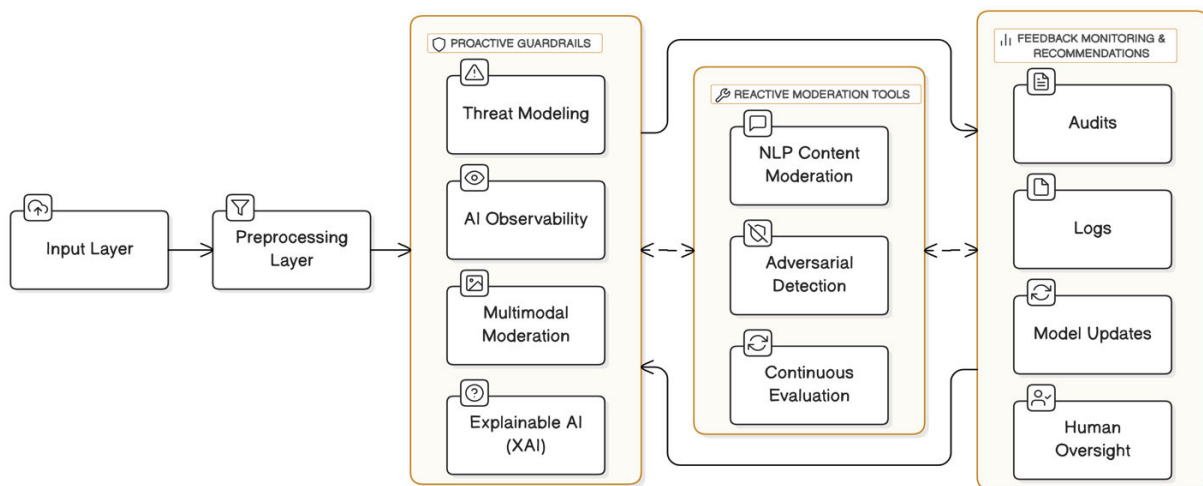 Input Layer
Preprocessing
Layer
PROACTIVE GUARDRAILS
Threat Modeling
AI Observability
Multimodal
Moderation
Explainable AI
(XAI)
REACTIVE MODERATION TOOLS
NLP Content
Moderation
Adversarial
Detection
Continuous
Evaluation
FEEDBACK MONITORING &
RECOMMENDATIONS
Audits
Logs
Model Updates
Human
Oversight